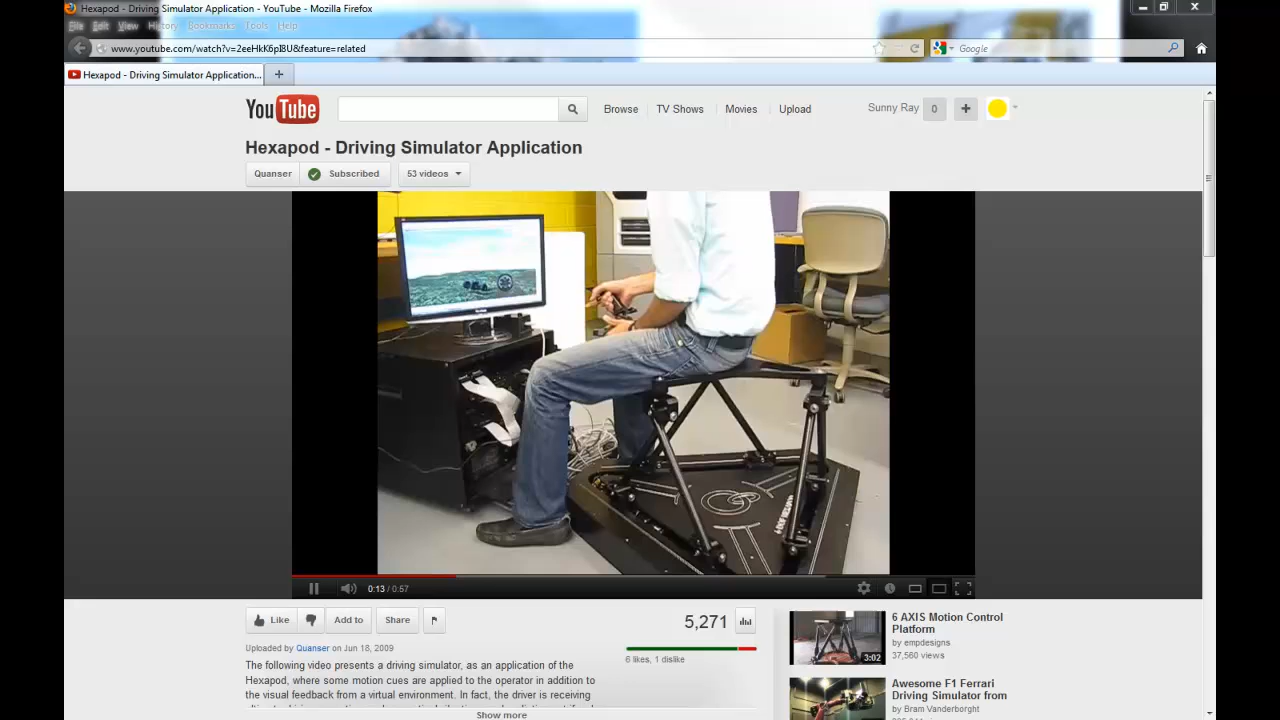 Hexapod - Driving Simulator Application - YouTube - Mozilla Firefox
File Edit View History Bookmarks Tools Help
www.youtube.com/watch?v=2eeHkK6pI8U&feature=related
Google
Hexapod - Driving Simulator Application...
YouTube
Browse TV Shows Movies Upload
Sunny Ray 0 +
Hexapod - Driving Simulator Application
Quanser Subscribed 53 videos
0:13 / 0:57
Like Add to Share
5,271
Uploaded by Quanser on Jun 18, 2009
6 likes, 1 dislike
The following video presents a driving simulator, as an application of the
Hexapod, where some motion cues are applied to the operator in addition to
the visual feedback from a virtual environment. In fact, the driver is receiving
Show more
6 AXIS Motion Control
Platform
by empdesigns
37,560 views
3:02
Awesome F1 Ferrari
Driving Simulator from
by Bram Vanderborght